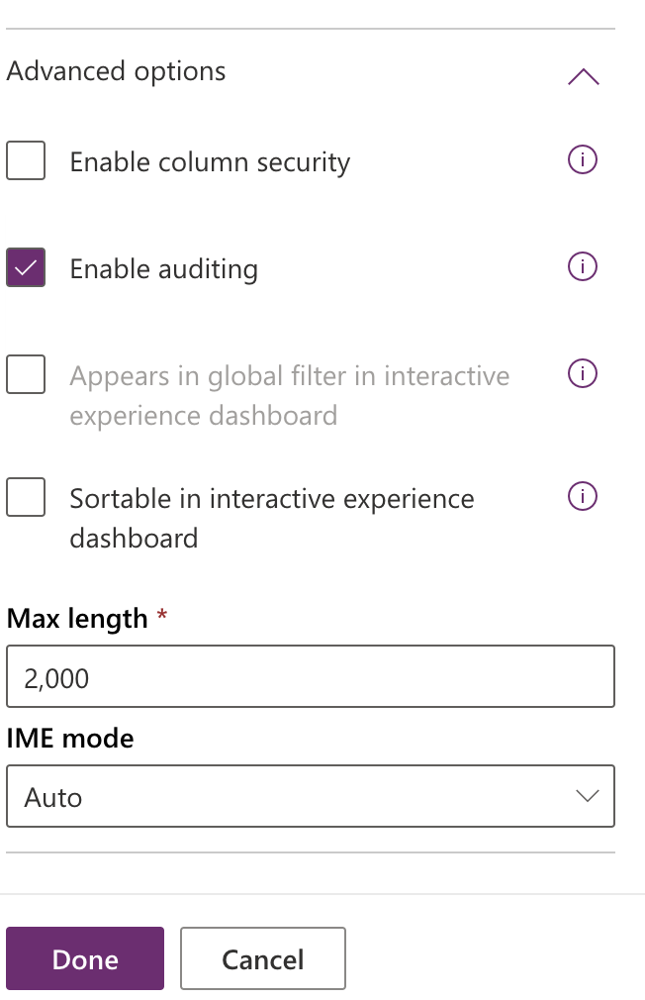 Advanced options
Enable column security
Enable auditing
Appears in global filter in interactive
experience dashboard
Sortable in interactive experience
dashboard
Max length *
2,000
IME mode
Auto
Done
Cancel